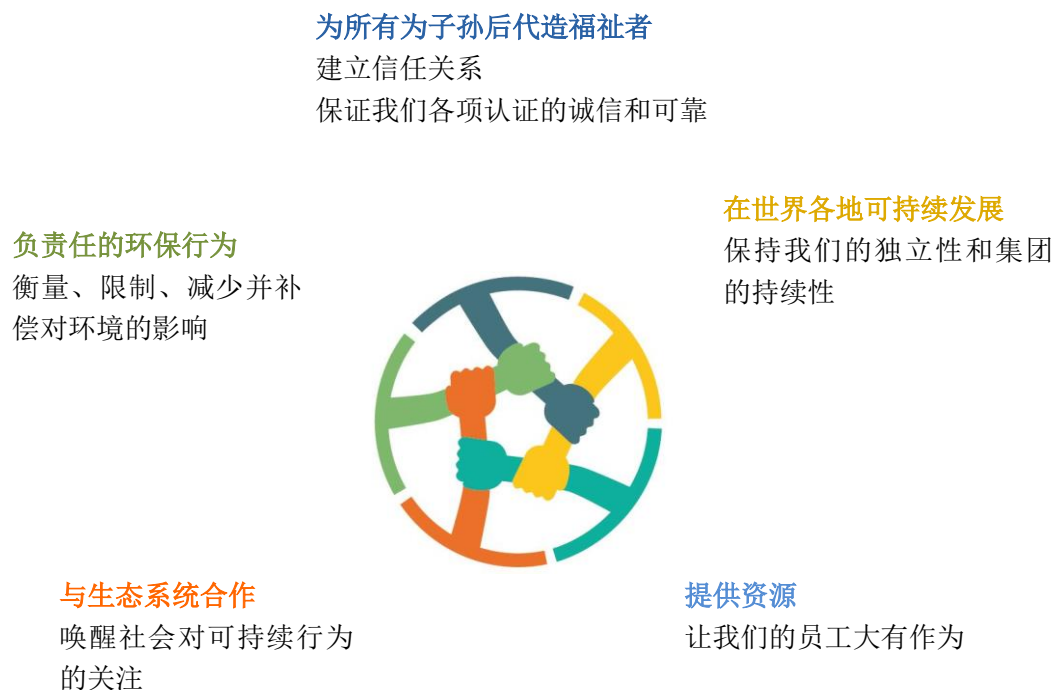 为所有为子孙后代造福祉者
建立信任关系
保证我们各项认证的诚信和可靠
在世界各地可持续发展
保持我们的独立性和集团
的持续性
负责任的环保行为
衡量、限制、减少并补
偿对环境的影响
与生态系统合作
唤醒社会对可持续行为
的关注
提供资源
让我们的员工大有作为